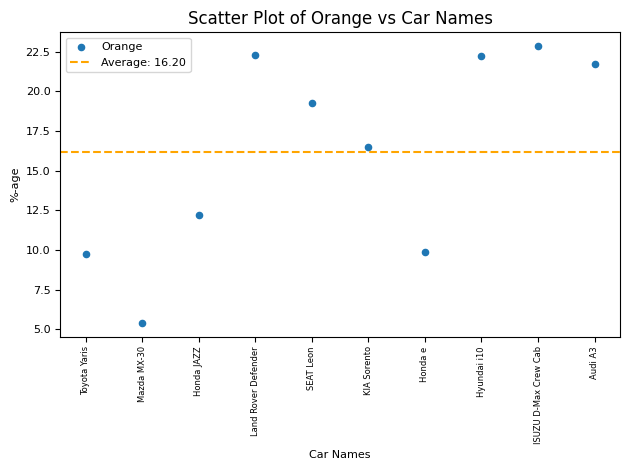 Scatter Plot of Orange vs Car Names
Orange
Average: 16.20
%-age
22.5
20.0
17.5
15.0
12.5
10.0
7.5
5.0
Toyota Yaris
Mazda MX-30
Honda JAZZ
Land Rover Defender
SEAT Leon
KIA Sorento
Honda e
Hyundai i10
ISUZU D-Max Crew Cab
Audi A3
Car Names